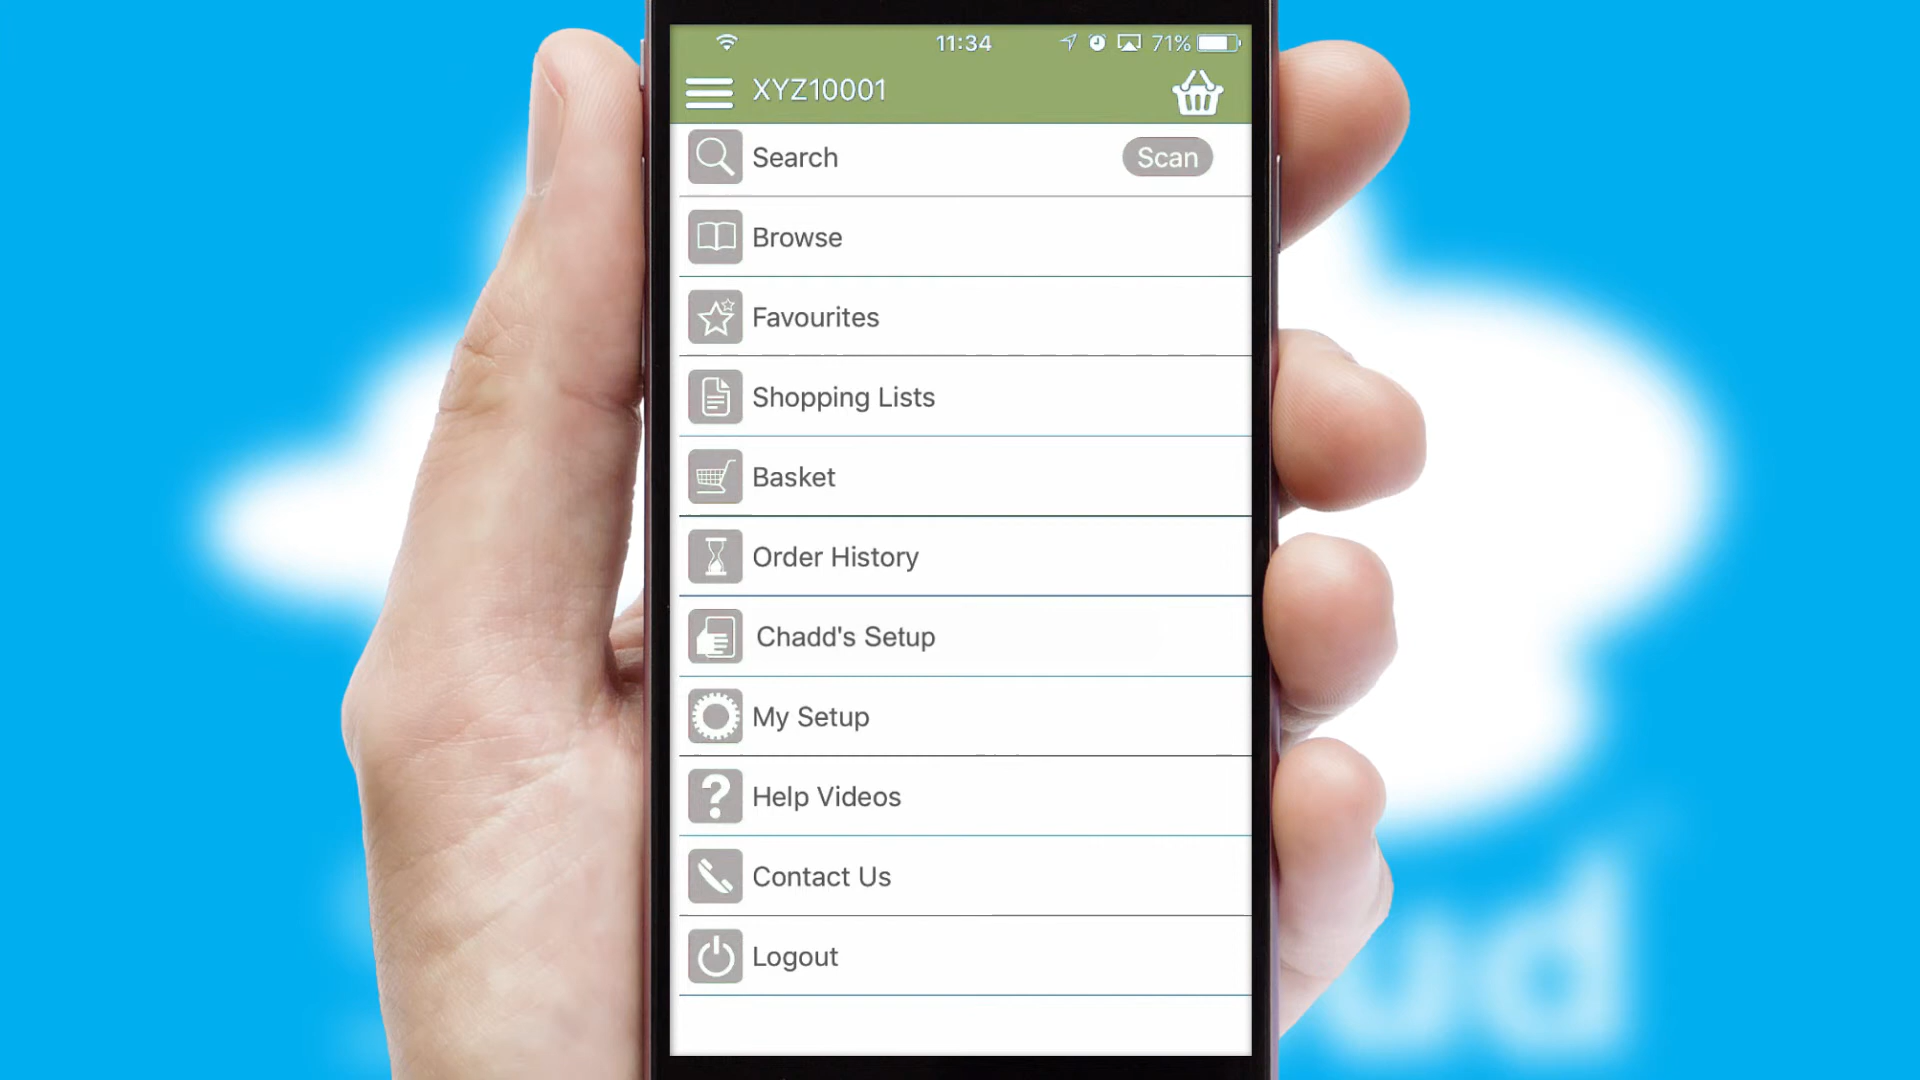 11:34 71%
XYZ10001
Search Scan
Browse
Favourites
Shopping Lists
Basket
Order History
Chadd's Setup
My Setup
Help Videos
Contact Us
Logout